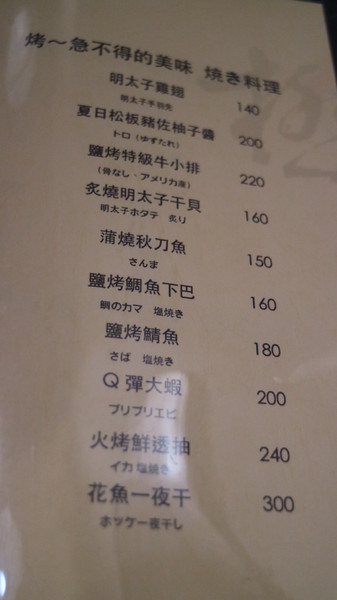 烤～急不得的美味 燒き料理
明太子雞翅 140
明太子手羽先
夏日松板豬佐柚子醬 200
トロ（ゆずたれ）
鹽烤特級牛小排 220
（骨なし・アメリカ産）
炙燒明太子干貝 160
明太子ホタテ 炙り
蒲燒秋刀魚 150
さんま
鹽烤鯛魚下巴 160
鯛のカマ 塩焼き
鹽烤鯖魚 180
さば 塩焼き
Q彈大蝦 200
プリプリエビ
火烤鮮透抽 240
イカ塩焼き
花魚一夜干 300
ホッケ一夜干し